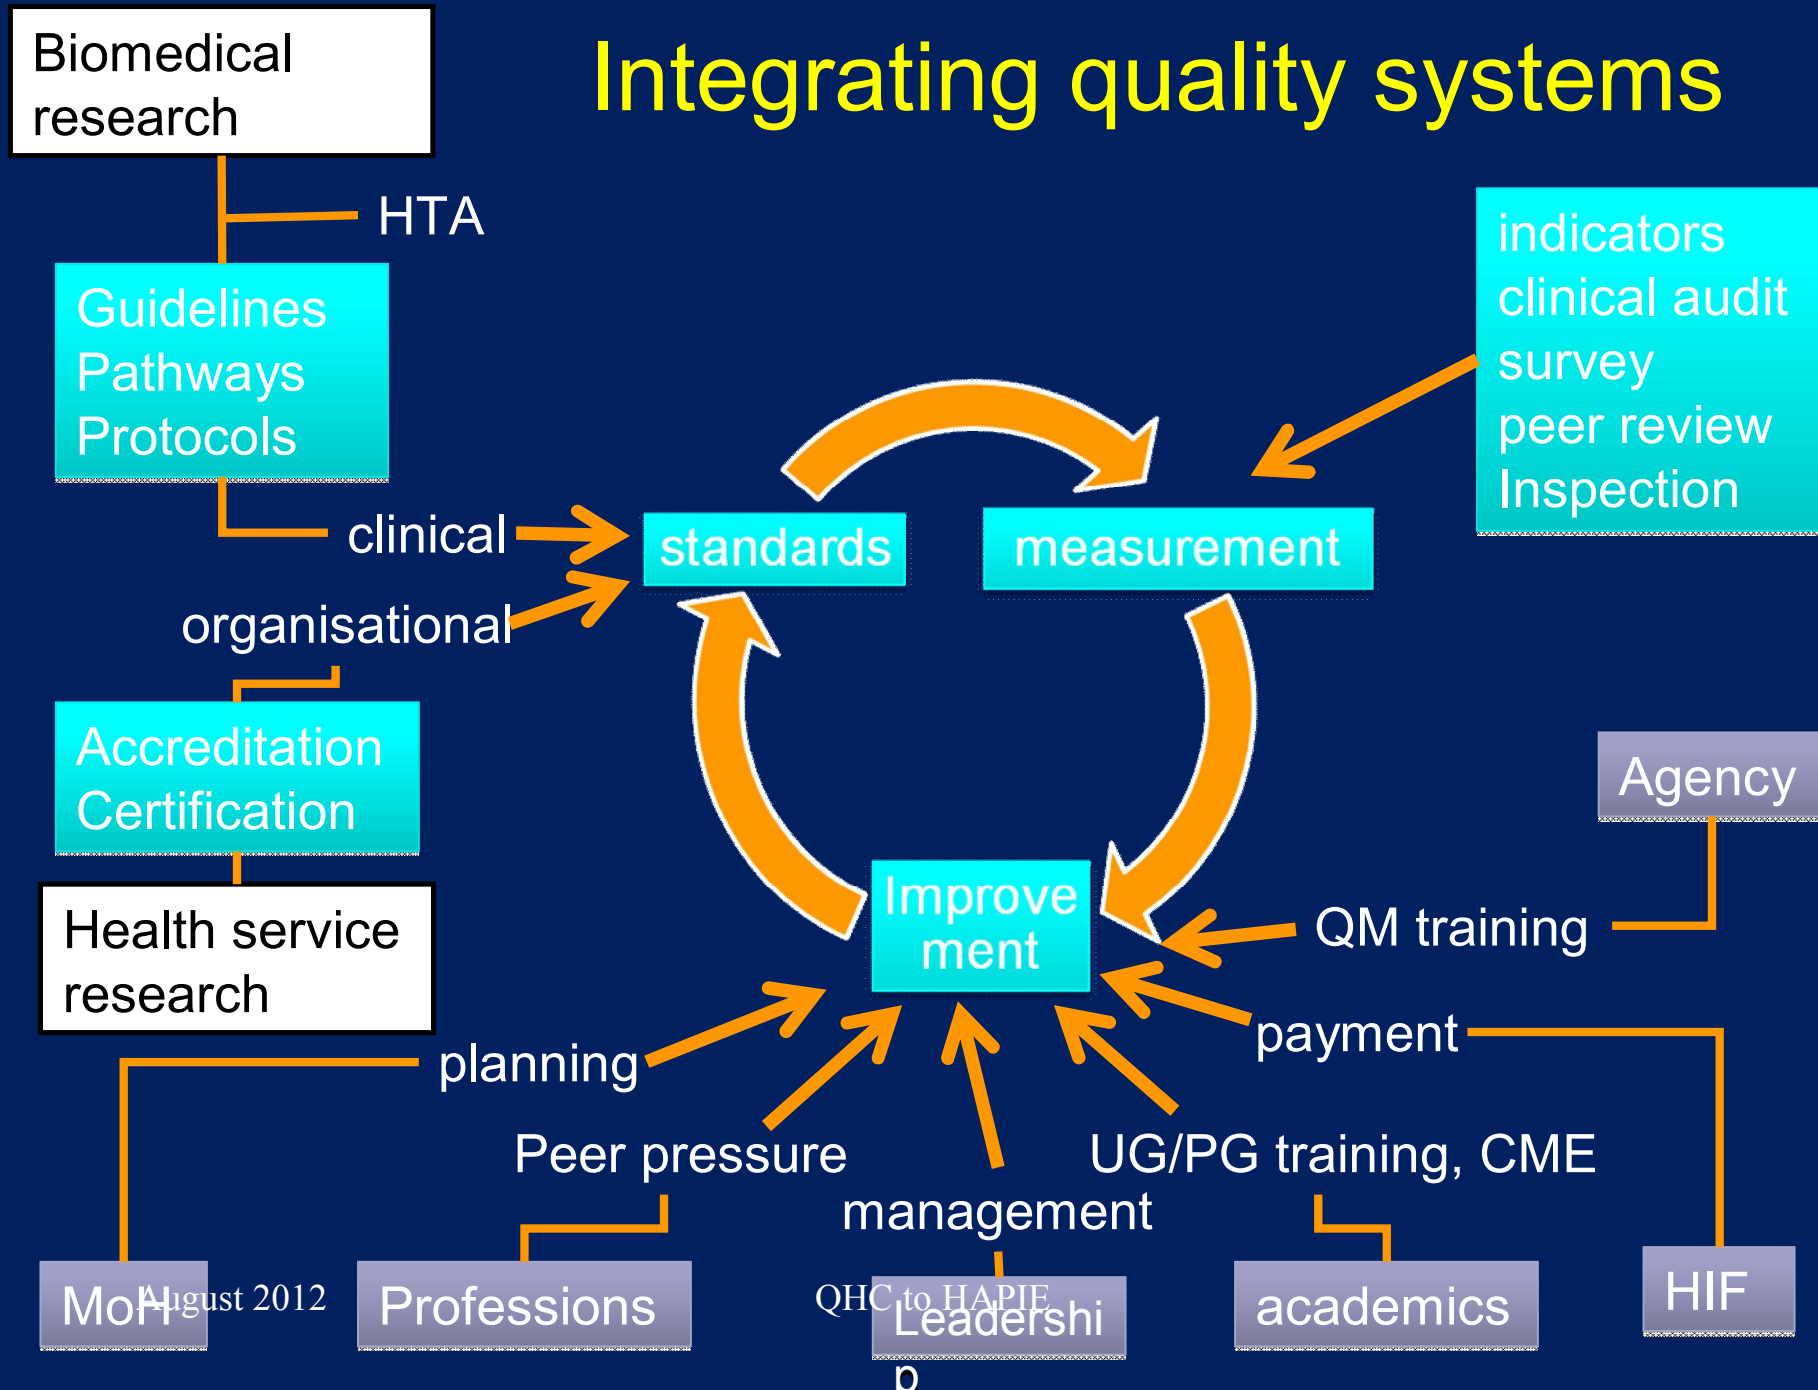 Biomedical
research
Integrating quality systems
HTA
Guidelines
Pathways
Protocols
indicators
clinical audit
survey
peer review
Inspection
clinical
standards
measurement
organisational
Accreditation
Certification
Agency
Health service
research
Improve
ment
QM training
planning
payment
Peer pressure
UG/PG training, CME
management
MoH
August 2012
Professions
QHC to HAPIE
Leadershi
p
academics
HIF